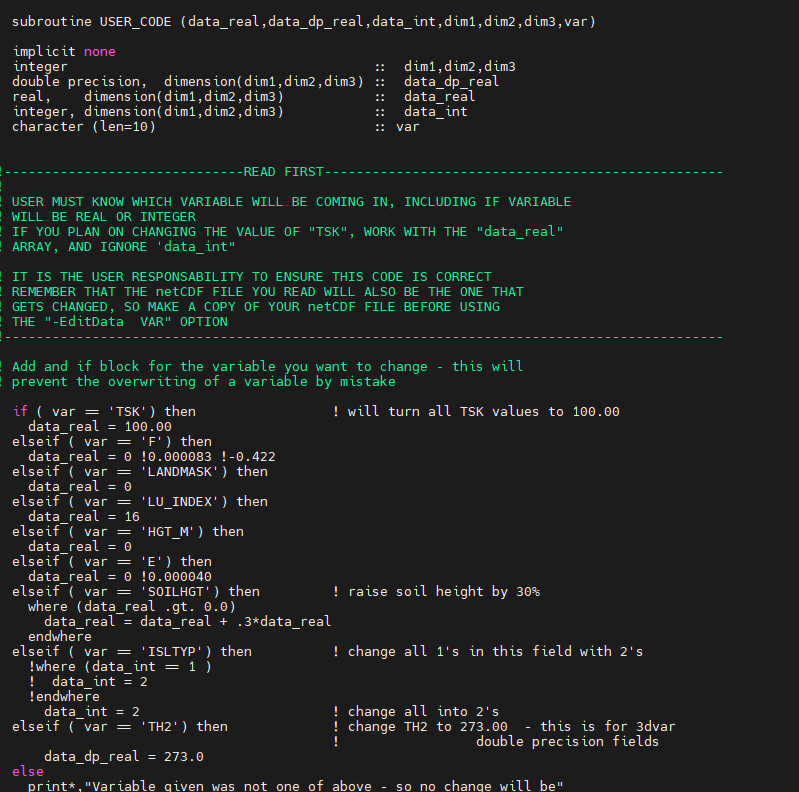 subroutine USER_CODE (data_real,data_dp_real,data_int,dim1,dim2,dim3,var)
implicit none
integer :: dim1,dim2,dim3
double precision, dimension(dim1,dim2,dim3) :: data_dp_real
real, dimension(dim1,dim2,dim3) :: data_real
integer, dimension(dim1,dim2,dim3) :: data_int
character (len=10) :: var
!------------------------------READ FIRST--------------------------------------------------
!
! USER MUST KNOW WHICH VARIABLE WILL BE COMING IN, INCLUDING IF VARIABLE
! WILL BE REAL OR INTEGER
! IF YOU PLAN ON CHANGING THE VALUE OF "TSK", WORK WITH THE "data_real"
! ARRAY, AND IGNORE 'data_int"
! IT IS THE USER RESPONSABILITY TO ENSURE THIS CODE IS CORRECT
! REMEMBER THAT THE netCDF FILE YOU READ WILL ALSO BE THE ONE THAT
! GETS CHANGED, SO MAKE A COPY OF YOUR netCDF FILE BEFORE USING
! THE "-EditData VAR" OPTION
!------------------------------------------------------------------------------------------
! Add and if block for the variable you want to change - this will
! prevent the overwriting of a variable by mistake
if ( var == 'TSK') then ! will turn all TSK values to 100.00
data_real = 100.00
elseif ( var == 'F') then
data_real = 0 !0.000083 !-0.422
elseif ( var == 'LANDMASK') then
data_real = 0
elseif ( var == 'LU_INDEX') then
data_real = 16
elseif ( var == 'HGT_M') then
data_real = 0
elseif ( var == 'E') then
data_real = 0 !0.000040
elseif ( var == 'SOILHGT') then ! raise soil height by 30%
where (data_real .gt. 0.0)
data_real = data_real + .3*data_real
endwhere
elseif ( var == 'ISLTYP') then ! change all 1's in this field with 2's
!where (data_int == 1 )
! data_int = 2
!endwhere
data_int = 2 ! change all into 2's
elseif ( var == 'TH2') then ! change TH2 to 273.00 - this is for 3dvar
! double precision fields
data_dp_real = 273.0
else
print*,"Variable given was not one of above - so no change will be"